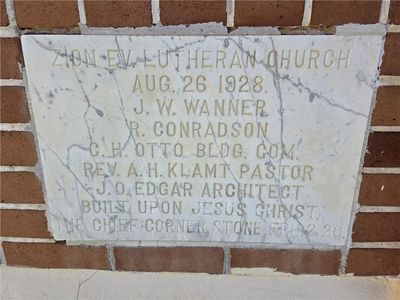 ZION EV. LUTHERAN CHURCH
AUG. 26 1928.
J. W. WANNER
R. CONRADSON
C. H. OTTO BLDG. COM.
REV. A. H. KLAMT PASTOR
J. O. EDGAR ARCHITECT
BUILT UPON JESUS CHRIST.
THE CHIEF CORNER STONE EPH. 2. 20.